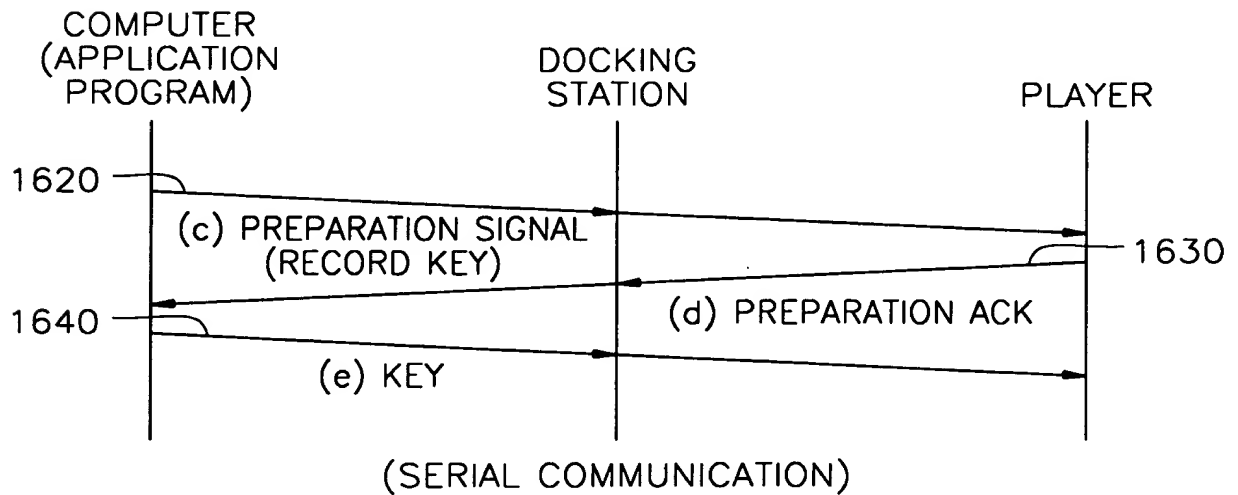 COMPUTER
(APPLICATION
PROGRAM)
DOCKING
STATION
PLAYER
1620
(c) PREPARATION SIGNAL
(RECORD KEY)
1630
(d) PREPARATION ACK
1640
(e) KEY
(SERIAL COMMUNICATION)